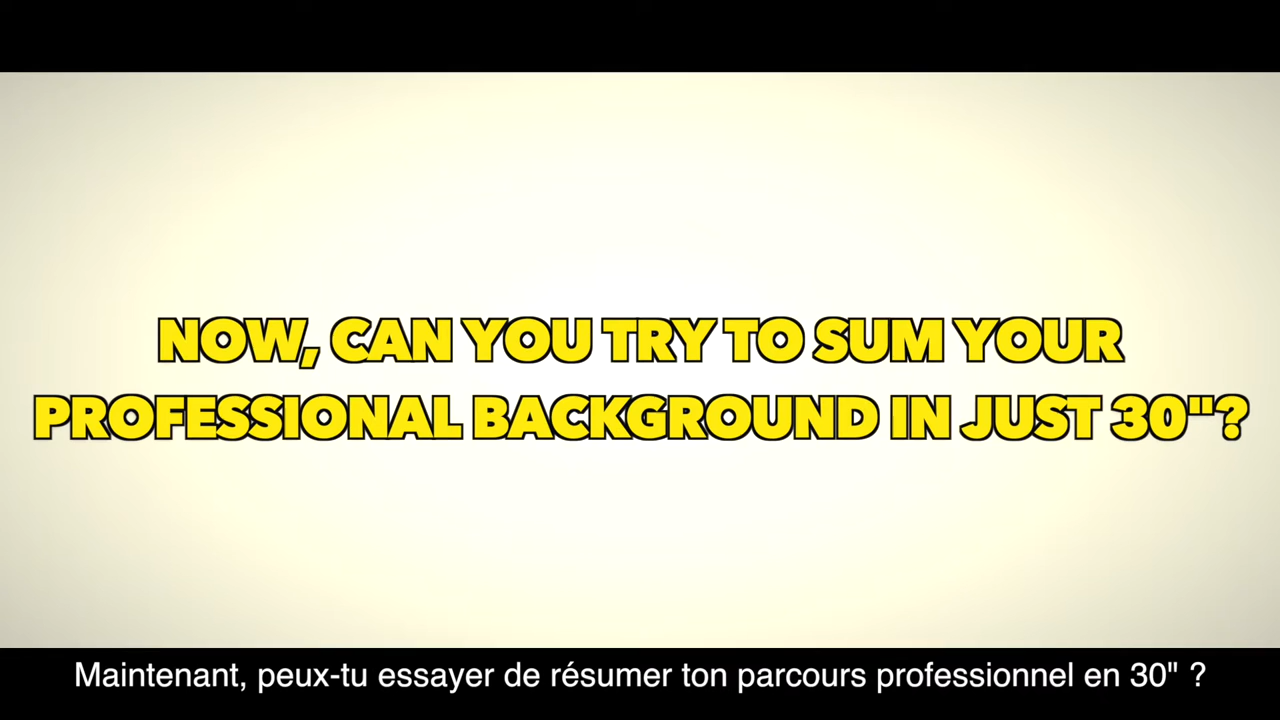 NOW, CAN YOU TRY TO SUM YOUR
PROFESSIONAL BACKGROUND IN JUST 30"?
Maintenant, peux-tu essayer de résumer ton parcours professionnel en 30" ?